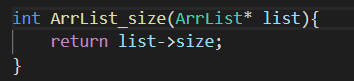 int ArrList_size(ArrList* list){
    return list->size;
}